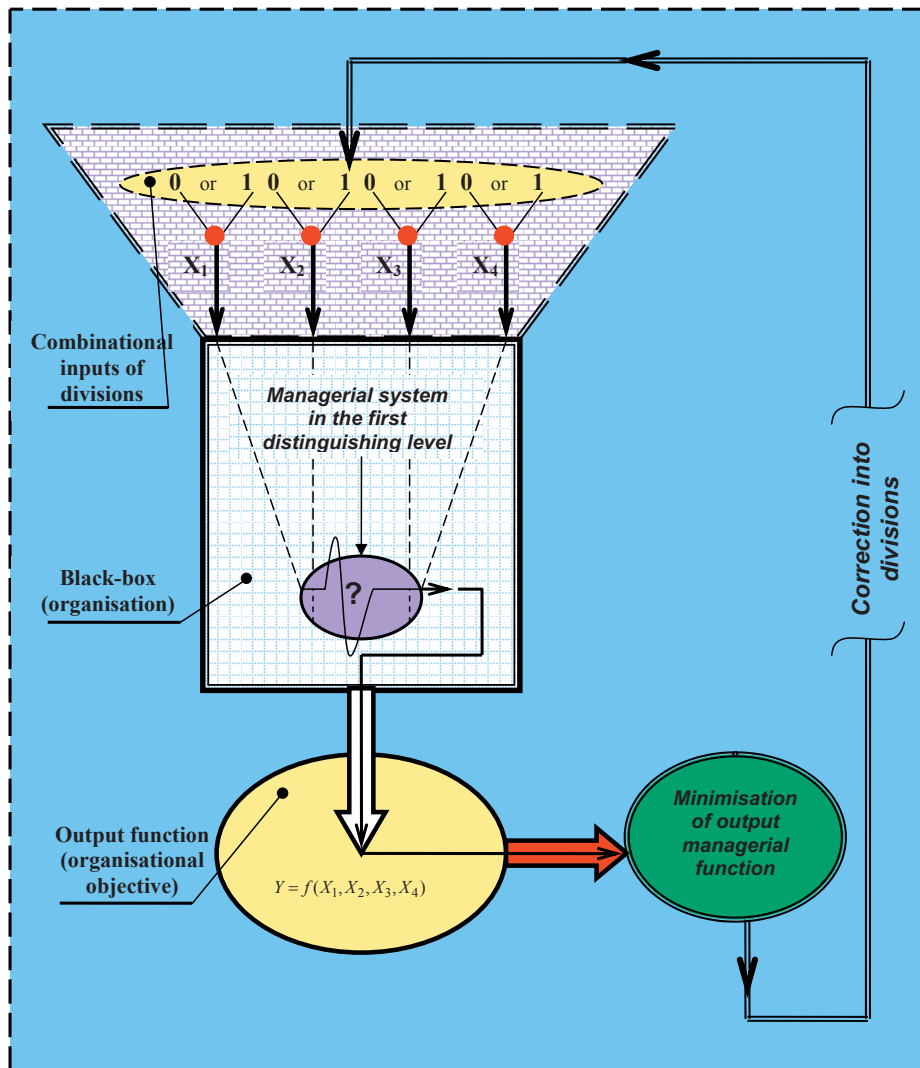 0 or 1 0 or 1 0 or 1 0 or 1
X1 X2 X3 X4
Combinational
inputs of
divisions
Managerial system
in the first
distinguishing level
Correction into
divisions
Black-box
(organisation)
?
Output function
(organisational
objective)
Y = f(X1, X2, X3, X4)
Minimisation
of output
managerial
function